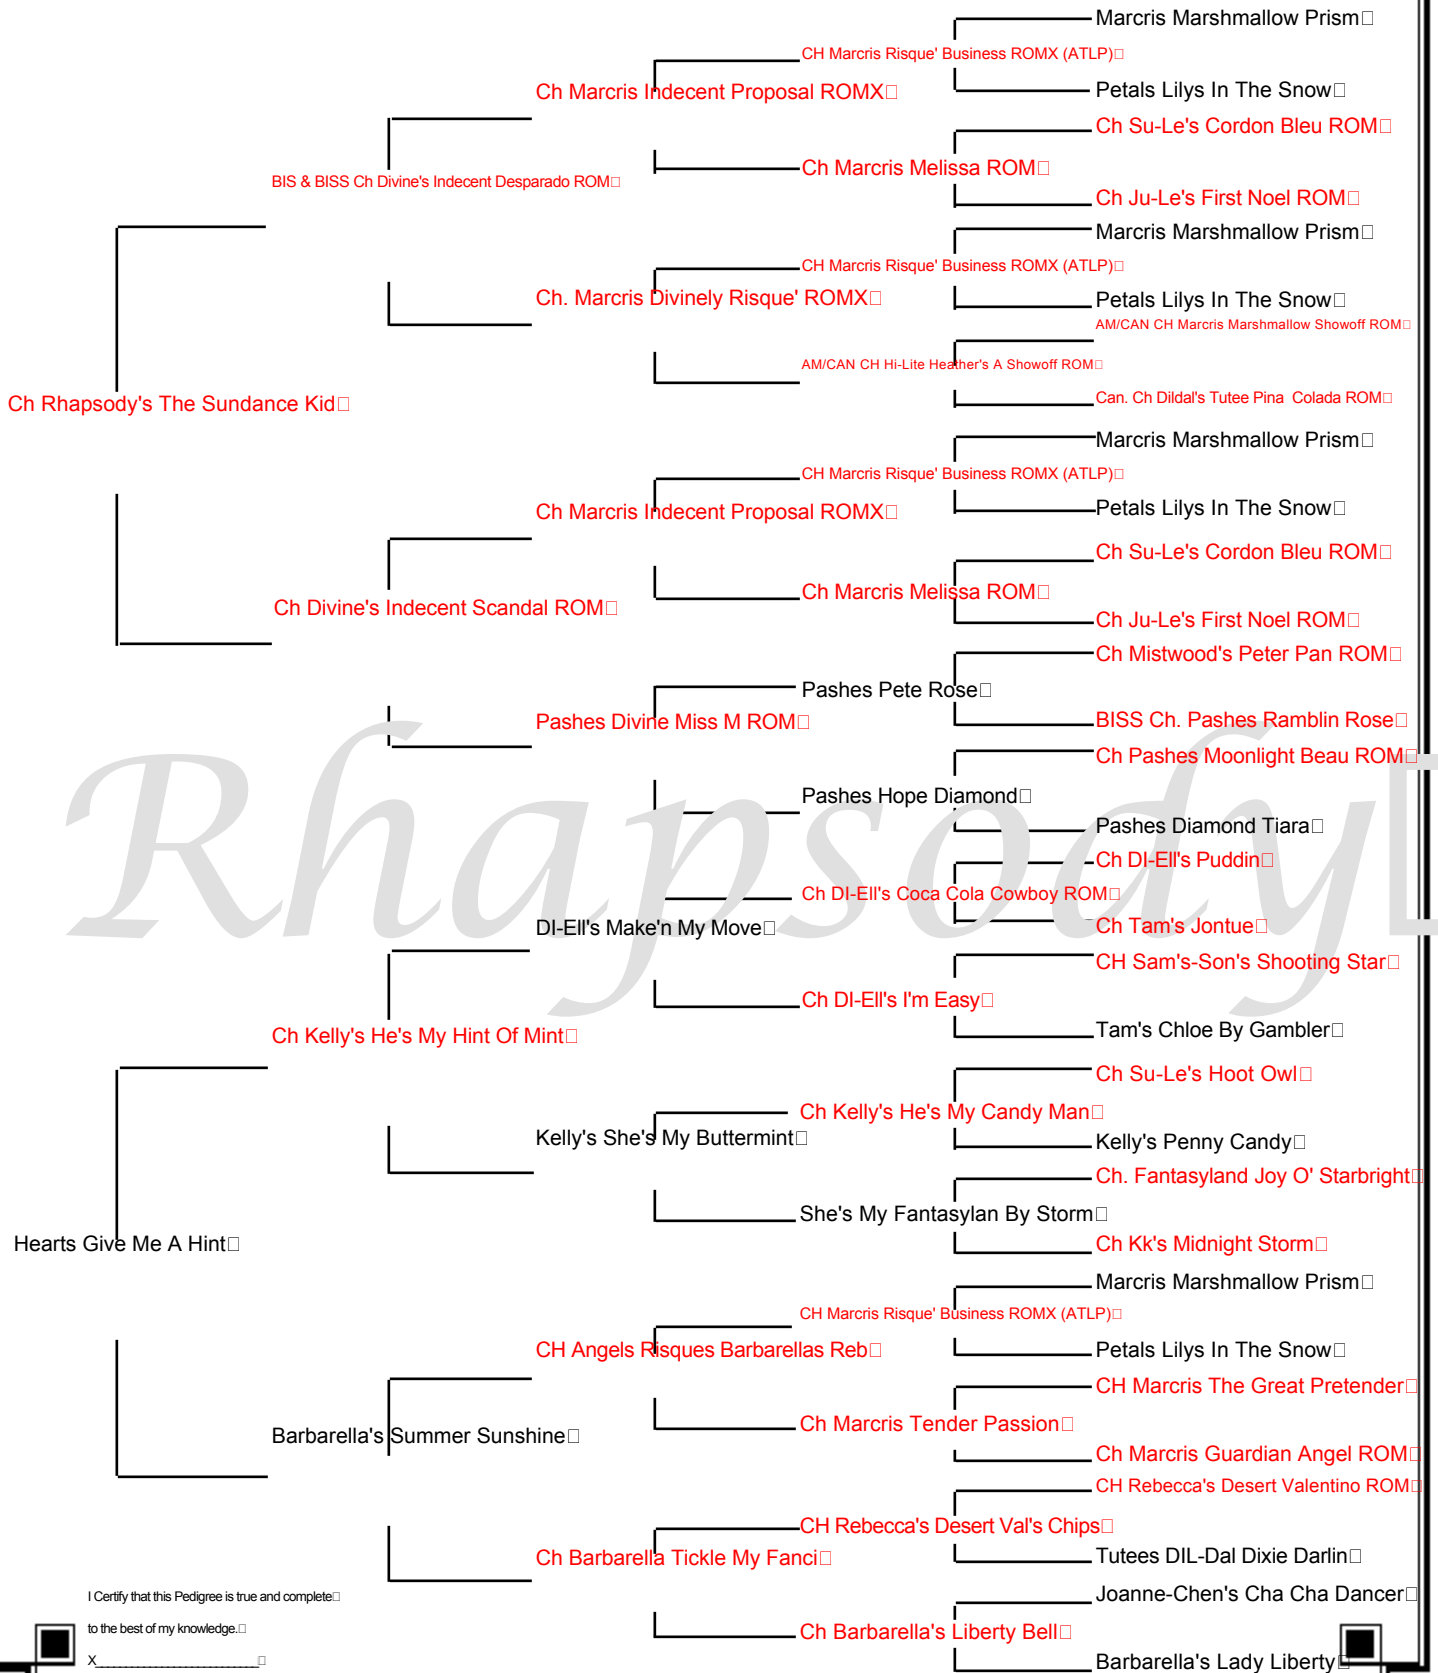 Marcris Marshmallow Prism
CH Marcris Risque' Business ROMX (ATLP)
Ch Marcris Indecent Proposal ROMX
Petals Lilys In The Snow
Ch Su-Le's Cordon Bleu ROM
Ch Marcris Melissa ROM
BIS & BISS Ch Divine's Indecent Desparado ROM
Ch Ju-Le's First Noel ROM
Marcris Marshmallow Prism
CH Marcris Risque' Business ROMX (ATLP)
Ch. Marcris Divinely Risque' ROMX
Petals Lilys In The Snow
AM/CAN CH Marcris Marshmallow Showoff ROM
AM/CAN CH Hi-Lite Heather's A Showoff ROM
Can. Ch Dildal's Tutee Pina Colada ROM
Ch Rhapsody's The Sundance Kid
Marcris Marshmallow Prism
CH Marcris Risque' Business ROMX (ATLP)
Ch Marcris Indecent Proposal ROMX
Petals Lilys In The Snow
Ch Su-Le's Cordon Bleu ROM
Ch Marcris Melissa ROM
Ch Divine's Indecent Scandal ROM
Ch Ju-Le's First Noel ROM
Ch Mistwood's Peter Pan ROM
Pashes Pete Rose
Pashes Divine Miss M ROM
BISS Ch. Pashes Ramblin Rose
Ch Pashes Moonlight Beau ROM
Pashes Hope Diamond
Pashes Diamond Tiara
Rhapsody
Ch DI-Ell's Puddin
Ch DI-Ell's Coca Cola Cowboy ROM
DI-Ell's Make'n My Move
Ch Tam's Jontue
CH Sam's-Son's Shooting Star
Ch DI-Ell's I'm Easy
Ch Kelly's He's My Hint Of Mint
Tam's Chloe By Gambler
Ch Su-Le's Hoot Owl
Ch Kelly's He's My Candy Man
Kelly's She's My Buttermint
Kelly's Penny Candy
Ch. Fantasyland Joy O' Starbright
She's My Fantasylan By Storm
Hearts Give Me A Hint
Ch Kk's Midnight Storm
Marcris Marshmallow Prism
CH Marcris Risque' Business ROMX (ATLP)
CH Angels Risques Barbarellas Reb
Petals Lilys In The Snow
CH Marcris The Great Pretender
Ch Marcris Tender Passion
Barbarella's Summer Sunshine
Ch Marcris Guardian Angel ROM
CH Rebecca's Desert Valentino ROM
CH Rebecca's Desert Val's Chips
Ch Barbarella Tickle My Fanci
Tutees DIL-Dal Dixie Darlin
Joanne-Chen's Cha Cha Dancer
Ch Barbarella's Liberty Bell
Barbarella's Lady Liberty
I Certify that this Pedigree is true and complete
to the best of my knowledge.
X___________________________